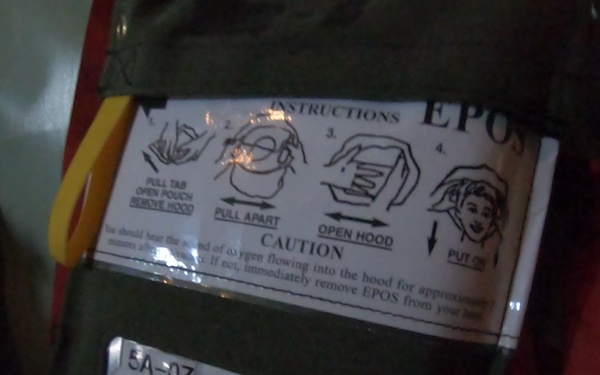 INSTRUCTIONS EPOS
1.
2.
3.
4.
PULL TAB
OPEN POUCH
REMOVE HOOD
PULL APART
OPEN HOOD
PUT ON
CAUTION
You should hear the sound of oxygen flowing into the hood for
minutes If not, immediately remove EPOS from your head.
5A-07